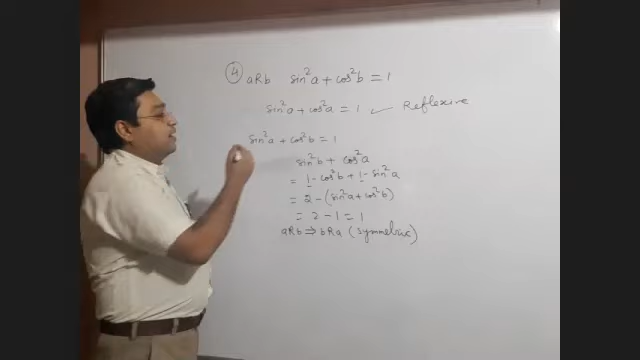 ④ aRb sin²a + cos²b = 1
sin²a + cos²a = 1 ✓ Reflexive
sin²a + cos²b = 1
sin²b + cos²a
= 1 - cos²b + 1 - sin²a
= 2 - (sin²a + cos²b)
= 2 - 1 = 1
aRb ⇒ bRa (symmetric)